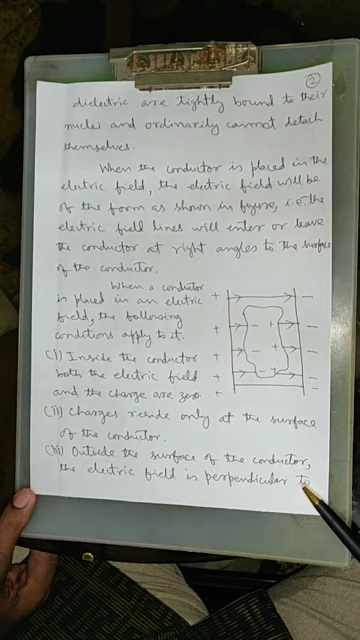 (2)
dielectric are tightly bound to their
nuclei and ordinarily cannot detach
themselves.
When the conductor is placed in the
electric field, the electric field will be
of the form as shown in figure, i.e. the
electric field lines will enter or leave
the conductor at right angles to the surface
of the conductor.
When a conductor
is placed in an electric
field, the following
conditions apply to it.
(i) Inside the conductor
both the electric field
and the charge are zero
+ + + + +
- - - - -
- - - -
+ + +
(ii) Charges reside only at the surface
of the conductor.
(iii) Outside the surface of the conductor,
the electric field is perpendicular to